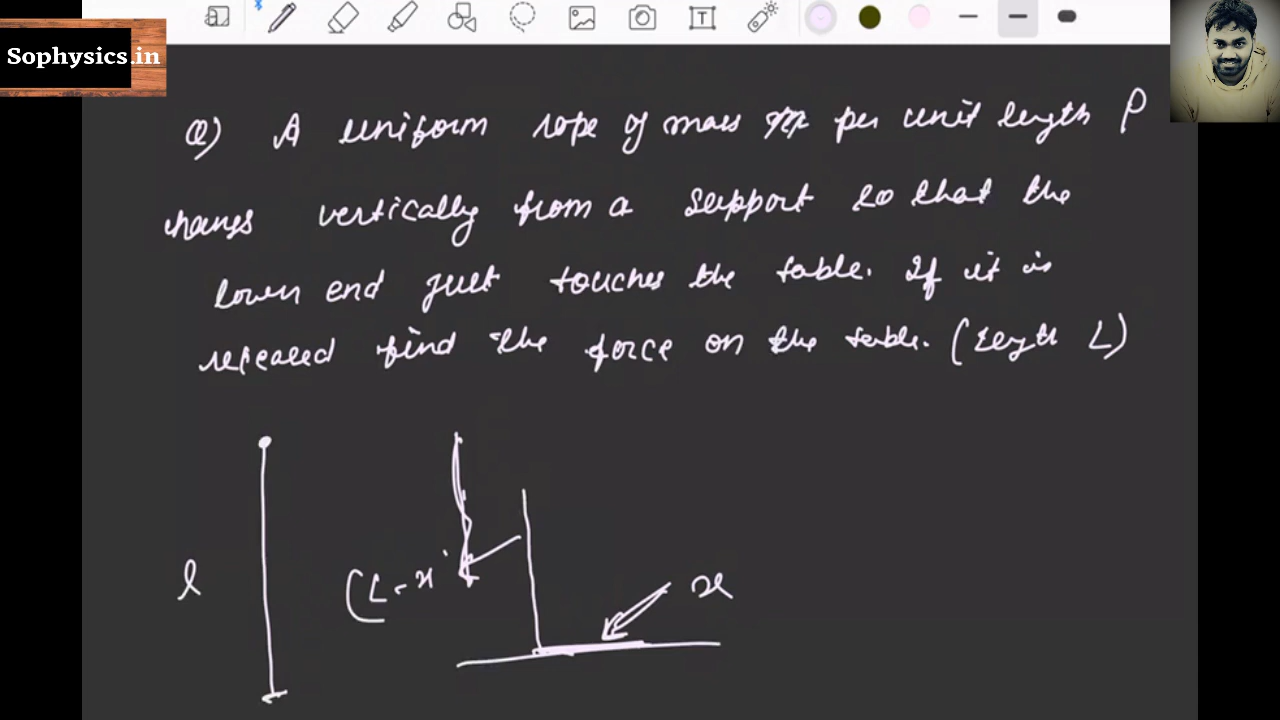 Sophysics.in
Q) A uniform rope of mass per unit length ρ
hangs vertically from a support so that the
lower end just touches the table. If it is
released find the force on the table. (Length L)
l
(L-x
x